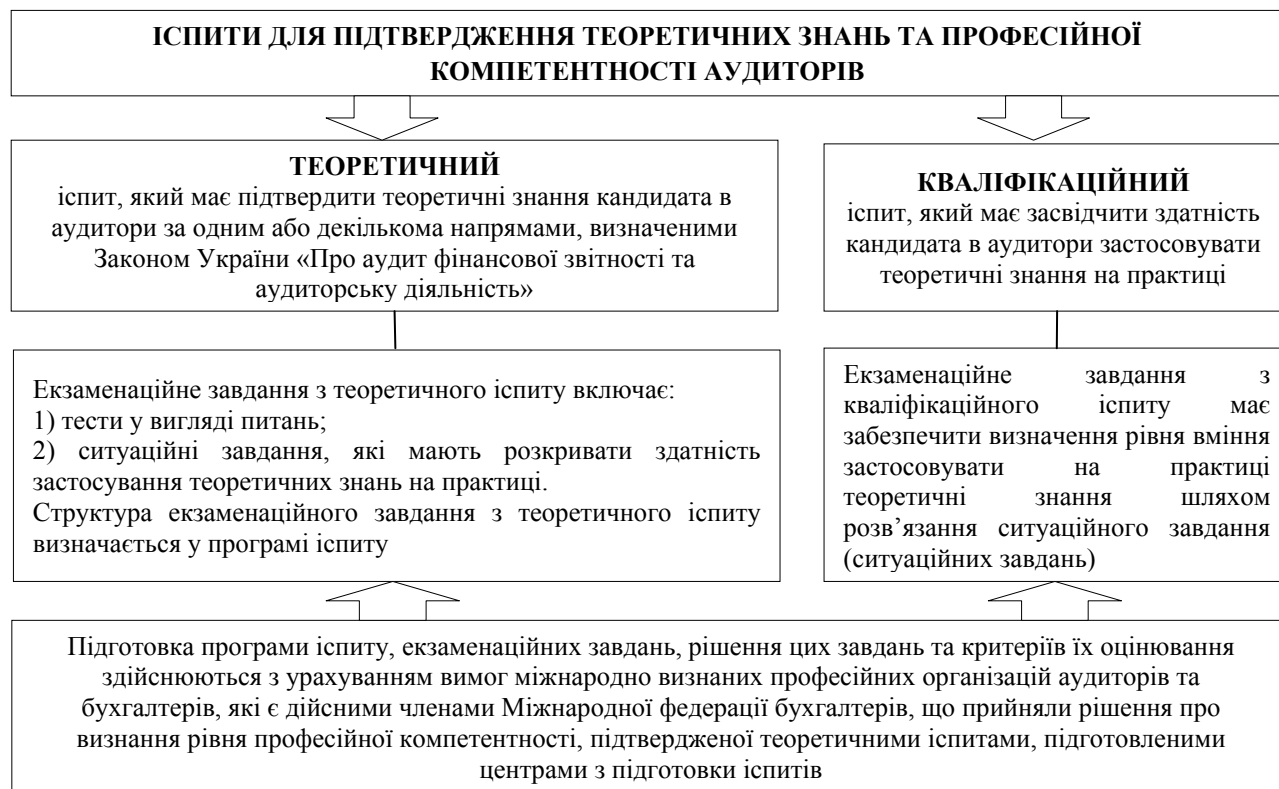 ІСПИТИ ДЛЯ ПІДТВЕРДЖЕННЯ ТЕОРЕТИЧНИХ ЗНАНЬ ТА ПРОФЕСІЙНОЇ
КОМПЕТЕНТНОСТІ АУДИТОРІВ
ТЕОРЕТИЧНИЙ
іспит, який має підтвердити теоретичні знання кандидата в
аудитори за одним або декількома напрямами, визначеними
Законом України «Про аудит фінансової звітності та
аудиторську діяльність»
КВАЛІФІКАЦІЙНИЙ
іспит, який має засвідчити здатність
кандидата в аудитори застосовувати
теоретичні знання на практиці
Екзаменаційне завдання з теоретичного іспиту включає:
1) тести у вигляді питань;
2) ситуаційні завдання, які мають розкривати здатність
застосування теоретичних знань на практиці.
Структура екзаменаційного завдання з теоретичного іспиту
визначається у програмі іспиту
Екзаменаційне завдання з
кваліфікаційного іспиту має
забезпечити визначення рівня вміння
застосовувати на практиці
теоретичні знання шляхом
розв’язання ситуаційного завдання
(ситуаційних завдань)
Підготовка програми іспиту, екзаменаційних завдань, рішення цих завдань та критеріїв їх оцінювання
здійснюються з урахуванням вимог міжнародно визнаних професійних організацій аудиторів та
бухгалтерів, які є дійсними членами Міжнародної федерації бухгалтерів, що прийняли рішення про
визнання рівня професійної компетентності, підтвердженої теоретичними іспитами, підготовленими
центрами з підготовки іспитів